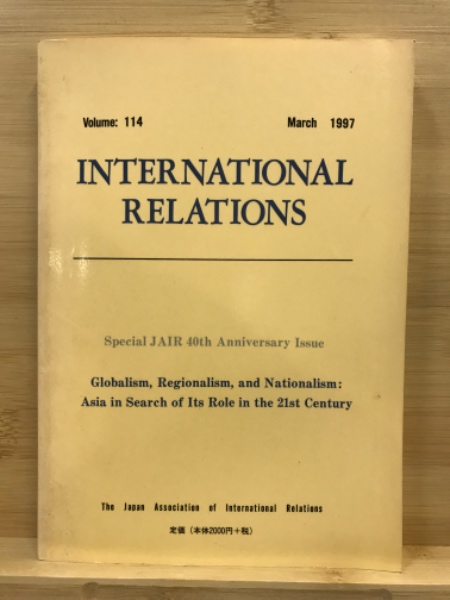 Volume: 114 March 1997
INTERNATIONAL
RELATIONS
Special JAIR 40th Anniversary Issue
Globalism, Regionalism, and Nationalism:
Asia in Search of Its Role in the 21st Century
The Japan Association of International Relations
定価（本体2000円＋税）